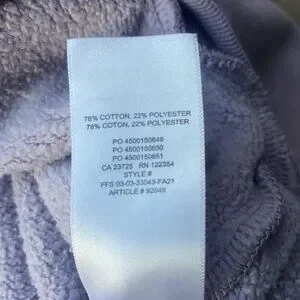 78% COTTON, 22% POLYESTER
78% COTON, 22% POLYESTER
PO 4500150649
PO 4500150650
PO 4500150651
CA 23725 RN 122354
STYLE #
FFS 03-03-33043-FA21
ARTICLE # 92048